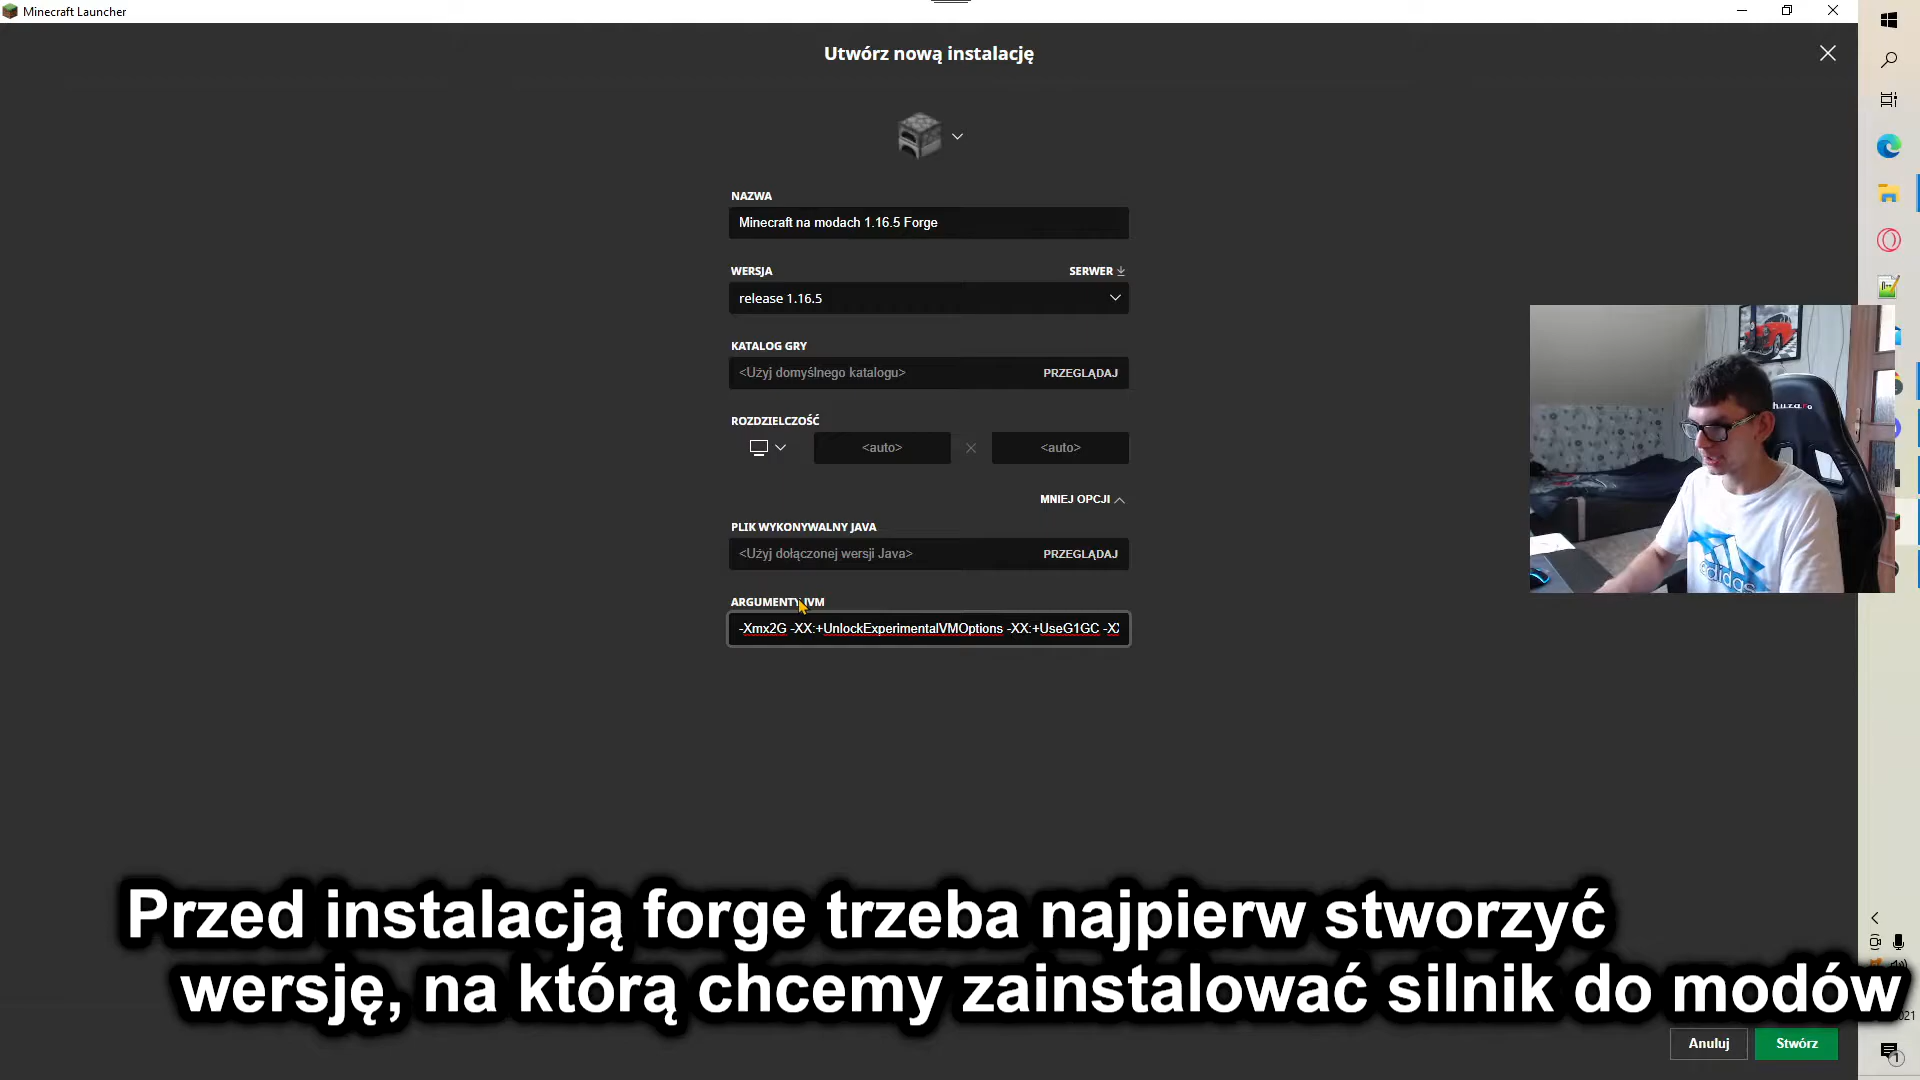 Minecraft Launcher
Utwórz nową instalację
NAZWA
Minecraft na modach 1.16.5 Forge
WERSJA
SERWER
release 1.16.5
KATALOG GRY
<Użyj domyślnego katalogu>
PRZEGLĄDAJ
ROZDZIELCZOŚĆ
<auto>
<auto>
MNIEJ OPCJI
PLIK WYKONYWALNY JAVA
<Użyj dołączonej wersji Java>
PRZEGLĄDAJ
ARGUMENTY JVM
-Xmx2G -XX:+UnlockExperimentalVMOptions -XX:+UseG1GC -X
adidas
Przed instalacją forge trzeba najpierw stworzyć
wersję, na którą chcemy zainstalować silnik do modów
Anuluj
Stwórz
1